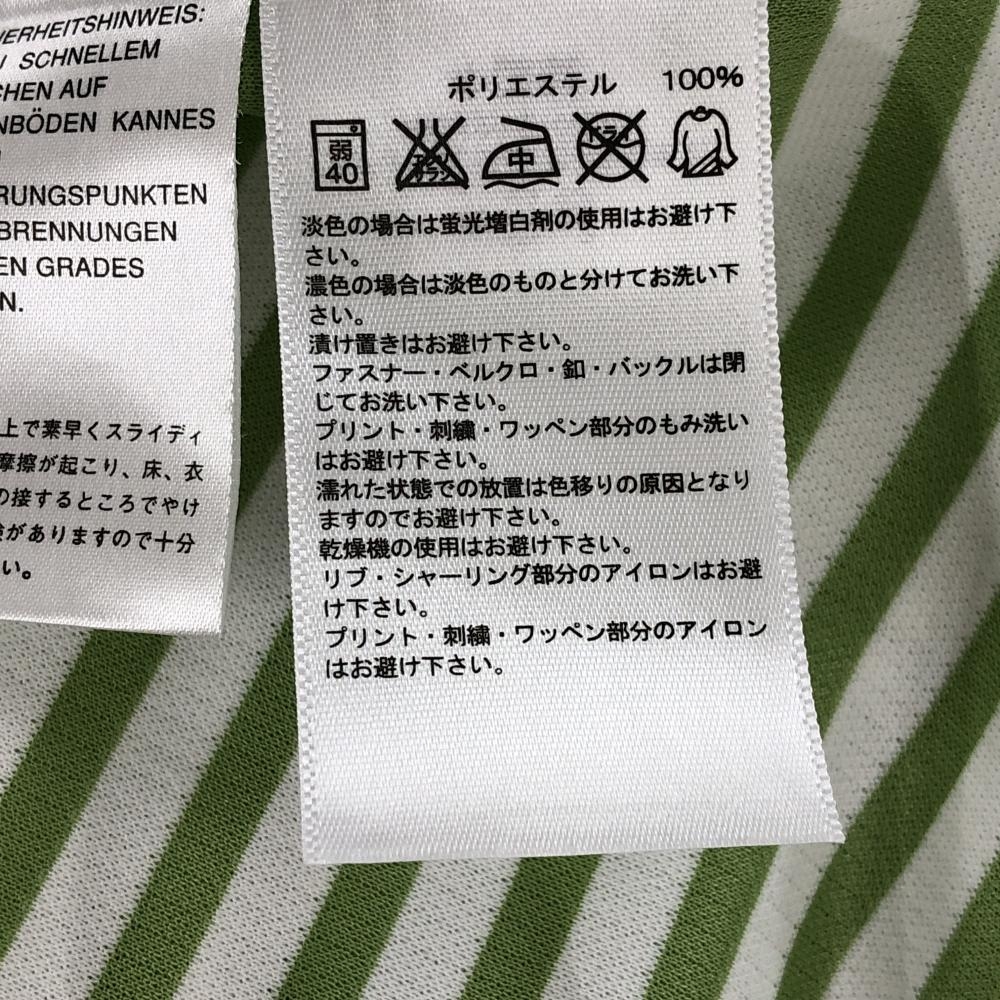 ERHEITSHINWEIS:
SCHNELLEM
CHEN AUF
NBÖDEN KANNES
RUNGSPUNKTEN
BRENNUNGEN
EN GRADES
N.
上で素早くスライディ
摩擦が起こり、床、衣
の接するところでやけ
がありますので十分
い。
ポリエステル 100%
弱
40
エンソ
サラシ
中
ドライ
淡色の場合は蛍光増白剤の使用はお避け下
さい。
濃色の場合は淡色のものと分けてお洗い下
さい。
漬け置きはお避け下さい。
ファスナー・ベルクロ・釦・バックルは閉
じてお洗い下さい。
プリント・刺繍・ワッペン部分のもみ洗い
はお避け下さい。
濡れた状態での放置は色移りの原因となり
ますのでお避け下さい。
乾燥機の使用はお避け下さい。
リブ・シャーリング部分のアイロンはお避
け下さい。
プリント・刺繍・ワッペン部分のアイロン
はお避け下さい。